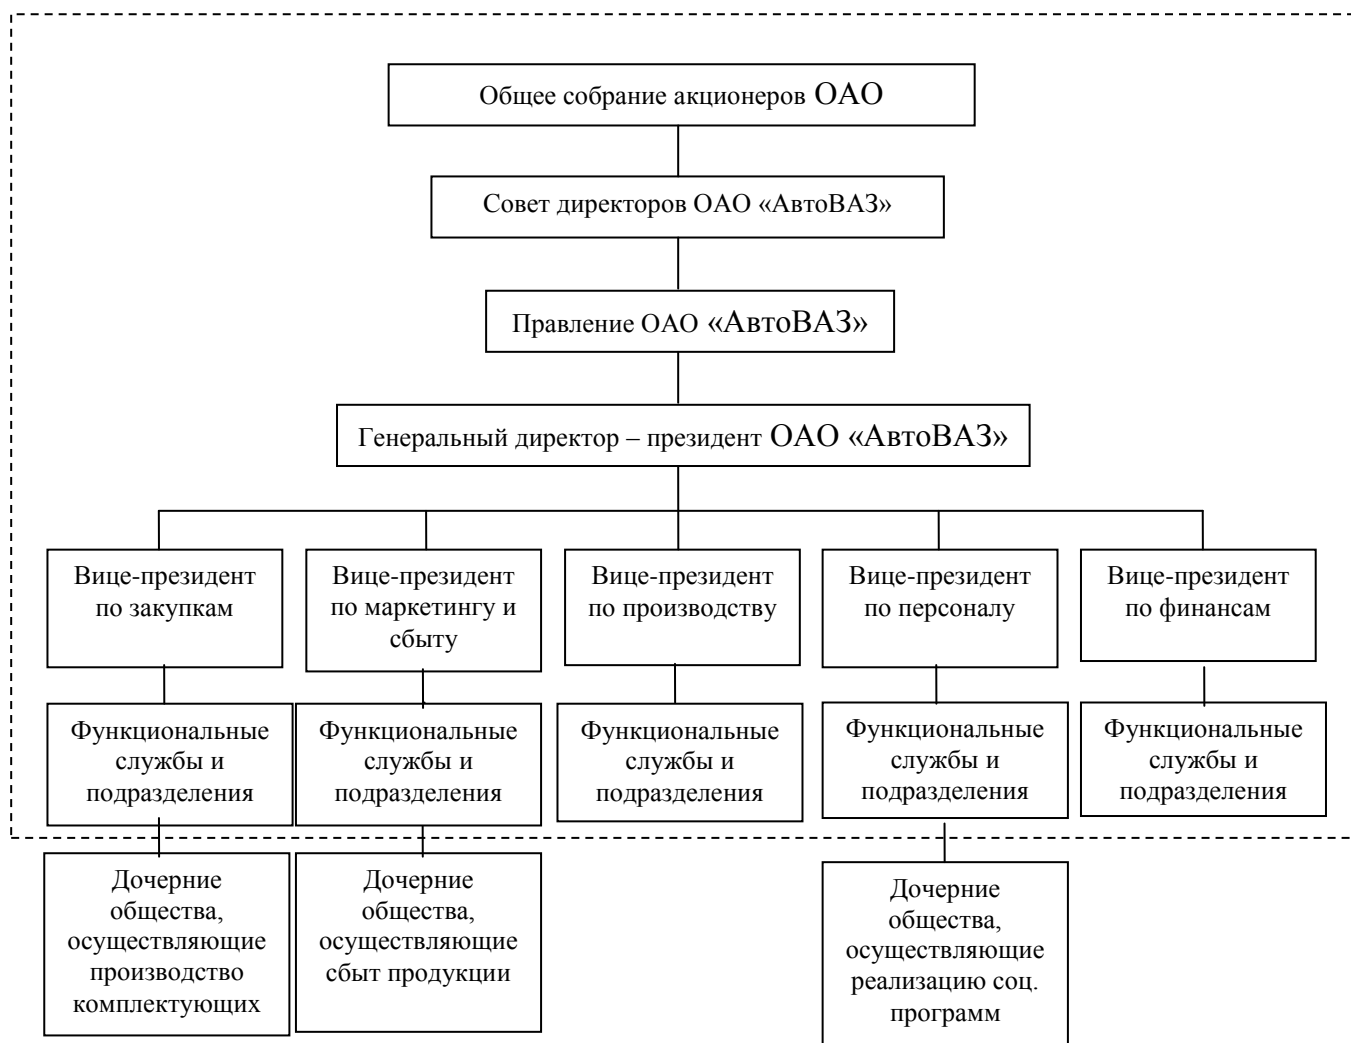 Общее собрание акционеров ОАО
Совет директоров ОАО «АвтоВАЗ»
Правление ОАО «АвтоВАЗ»
Генеральный директор – президент ОАО «АвтоВАЗ»
Вице-президент
по закупкам
Вице-президент
по маркетингу и
сбыту
Вице-президент
по производству
Вице-президент
по персоналу
Вице-президент
по финансам
Функциональные
службы и
подразделения
Функциональные
службы и
подразделения
Функциональные
службы и
подразделения
Функциональные
службы и
подразделения
Функциональные
службы и
подразделения
Дочерние
общества,
осуществляющие
производство
комплектующих
Дочерние
общества,
осуществляющие
сбыт продукции
Дочерние
общества,
осуществляющие
реализацию соц.
программ